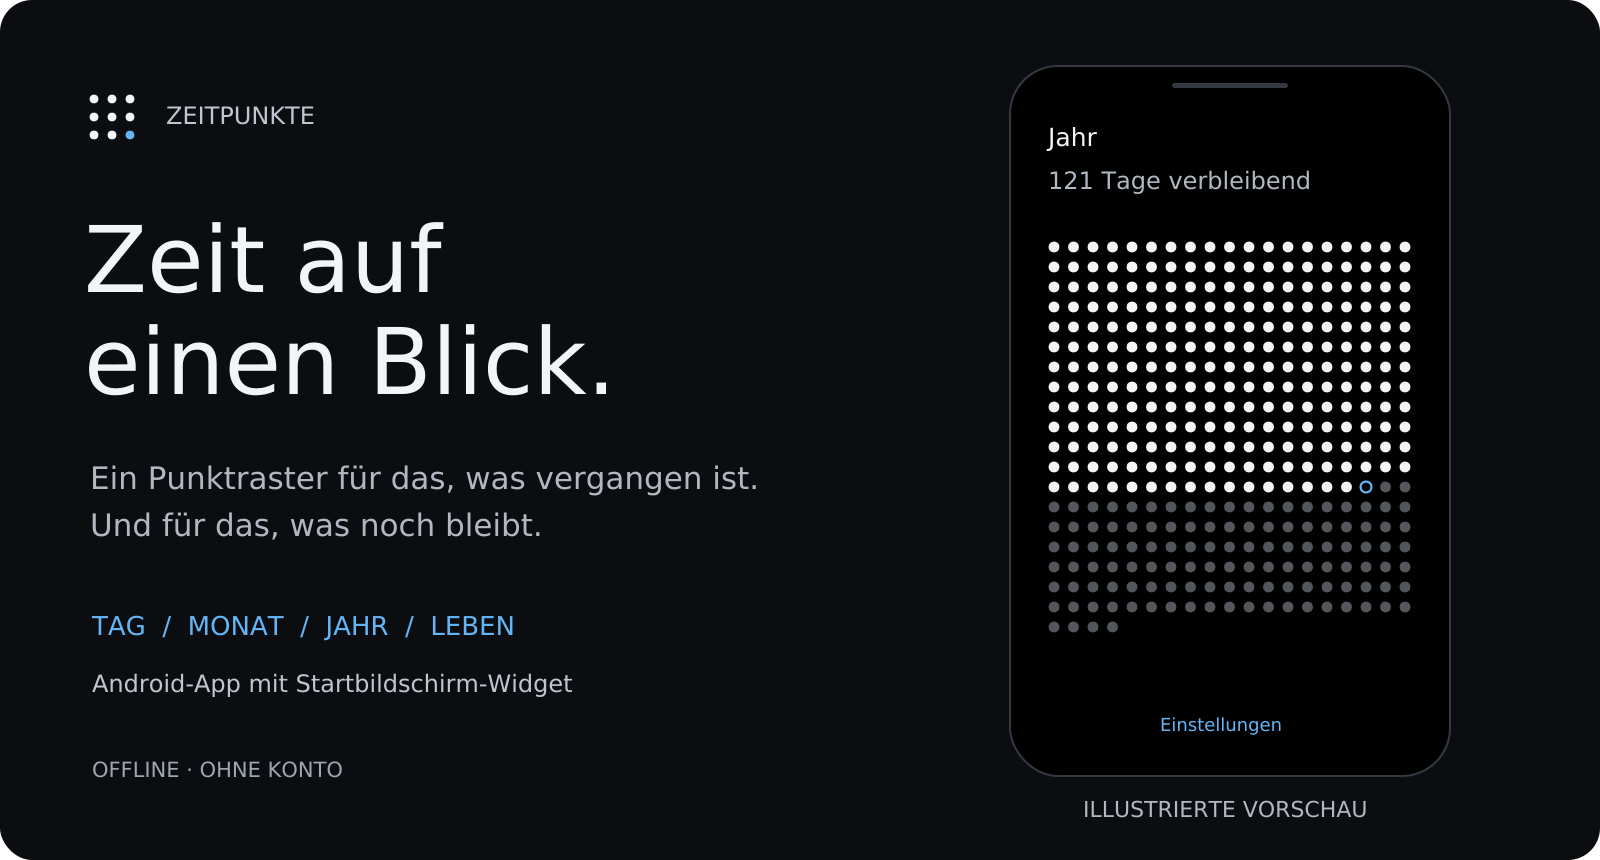 ZEITPUNKTE
Zeit auf
einen Blick.
Ein Punktraster für das, was vergangen ist.
Und für das, was noch bleibt.
TAG / MONAT / JAHR / LEBEN
Android-App mit Startbildschirm-Widget
OFFLINE · OHNE KONTO
Jahr
121 Tage verbleibend
Einstellungen
ILLUSTRIERTE VORSCHAU